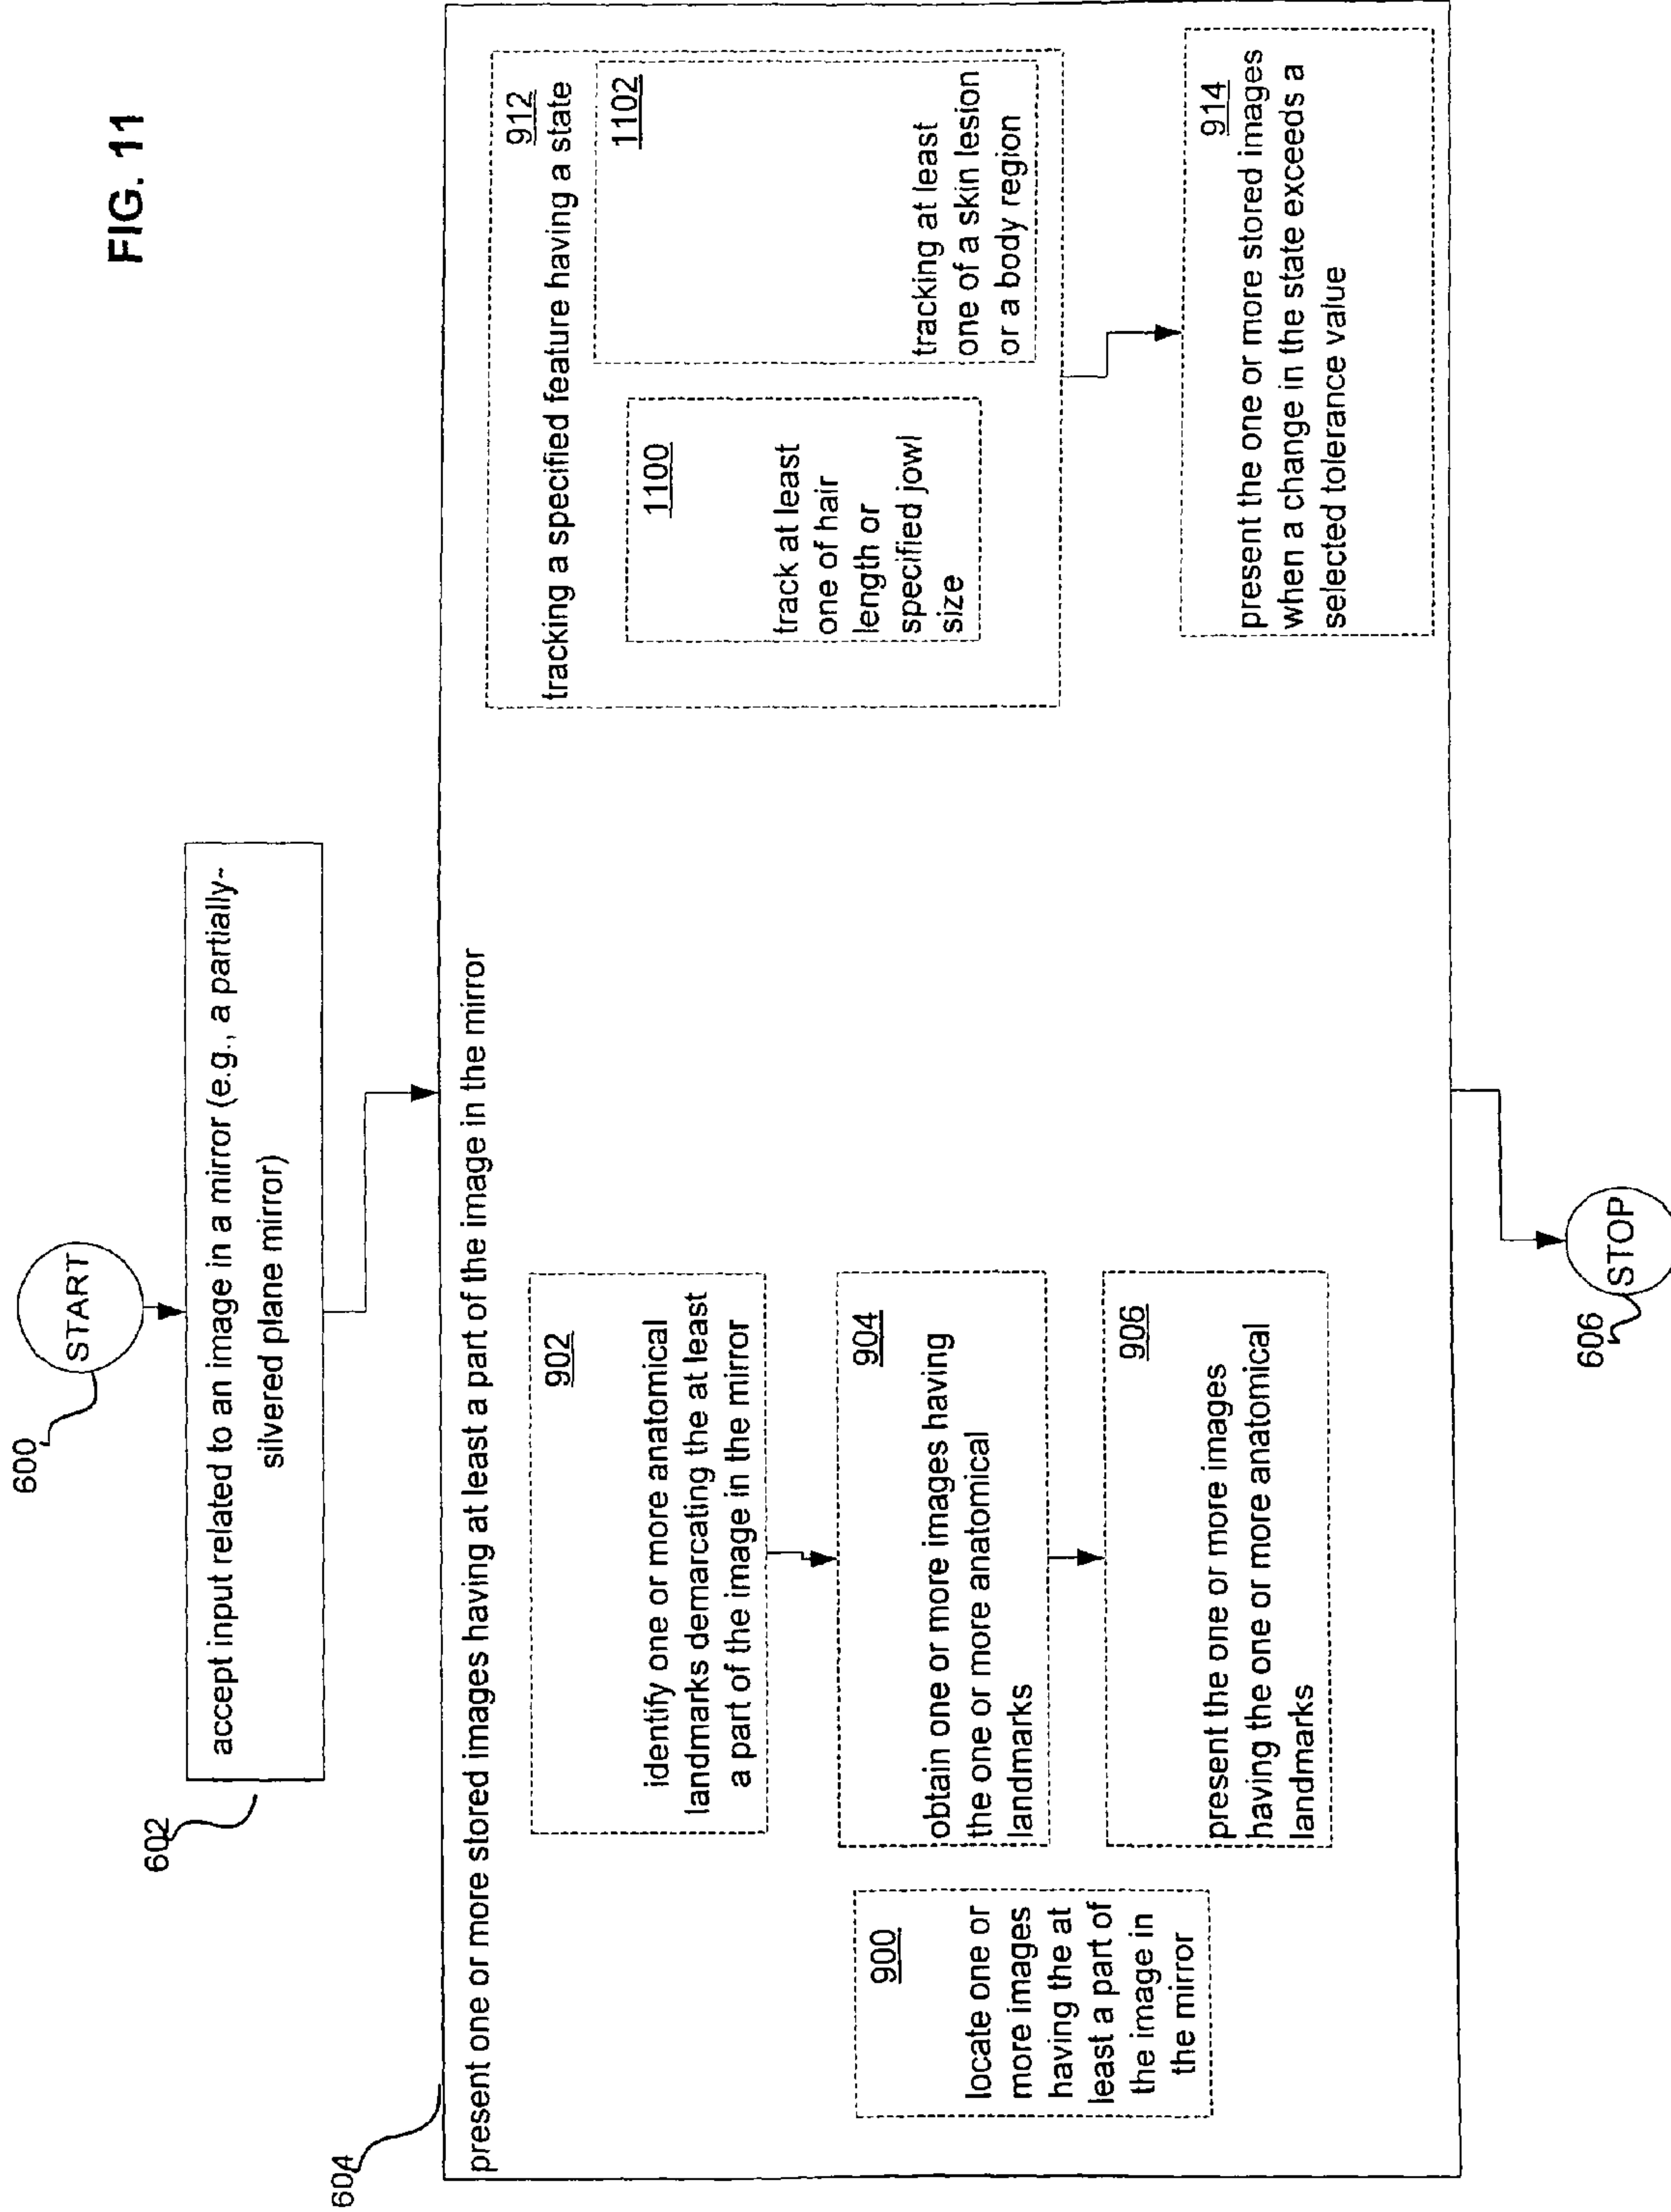 FIG. 11
600
START
602
accept input related to an image in a mirror (e.g., a partially-
silvered plane mirror)
604
present one or more stored images having at least a part of the image in the mirror
900
locate one or
more images
having the at
least a part of
the image in
the mirror
902
identify one or more anatomical
landmarks demarcating the at least
a part of the image in the mirror
904
obtain one or more images having
the one or more anatomical
landmarks
906
present the one or more images
having the one or more anatomical
landmarks
912
tracking a specified feature having a state
1100
track at least
one of hair
length or
specified jowl
size
1102
tracking at least
one of a skin lesion
or a body region
914
present the one or more stored images
when a change in the state exceeds a
selected tolerance value
606
STOP